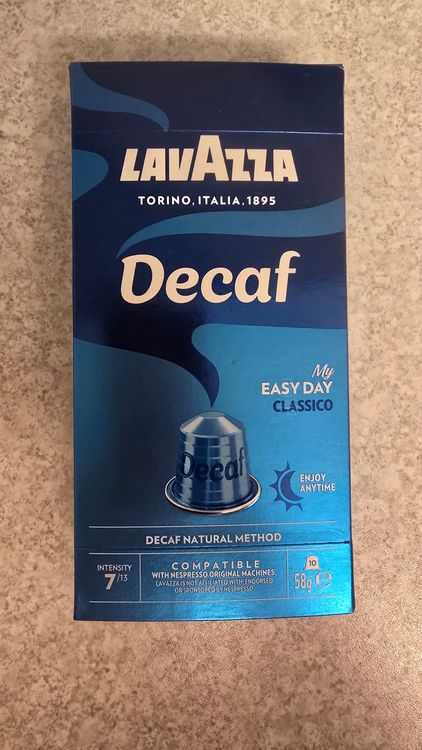 LAVAZZA
TORINO, ITALIA, 1895
Decaf
My
EASY DAY
CLASSICO
Decaf
ENJOY
ANYTIME
DECAF NATURAL METHOD
INTENSITY
7/13
COMPATIBLE
WITH NESPRESSO ORIGINAL MACHINES.
LAVAZZA IS NOT AFFILIATED WITH, ENDORSED
OR SPONSORED BY NESPRESSO
10
58g e